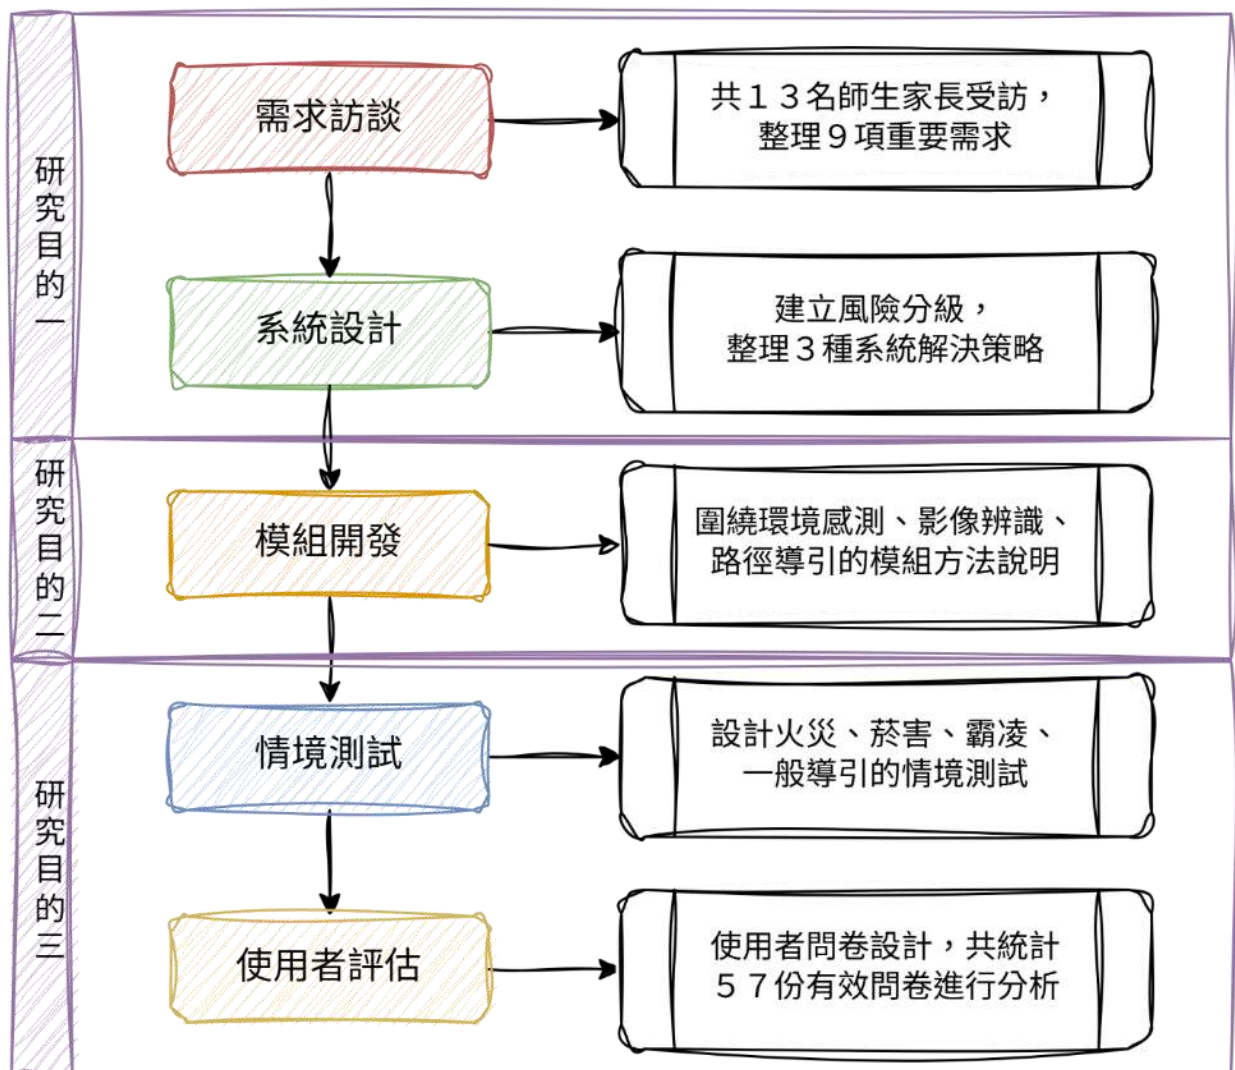 研究目的一
需求訪談
共１３名師生家長受訪，
整理９項重要需求
系統設計
建立風險分級，
整理３種系統解決策略
研究目的二
模組開發
圍繞環境感測、影像辨識、
路徑導引的模組方法說明
研究目的三
情境測試
設計火災、菸害、霸凌、
一般導引的情境測試
使用者評估
使用者問卷設計，共統計
５７份有效問卷進行分析